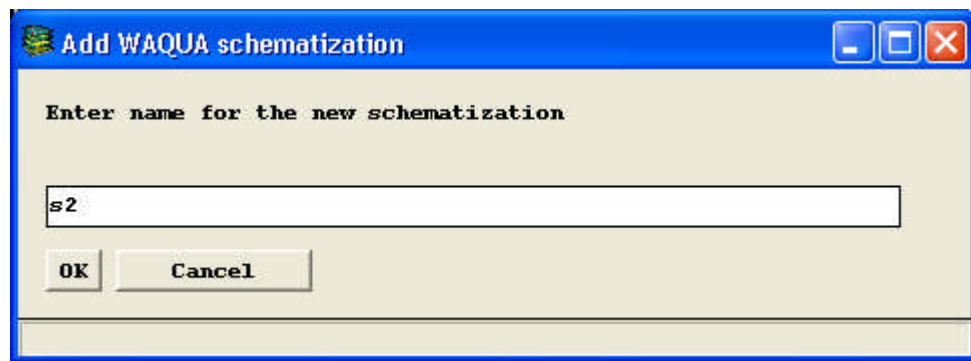 Add WAQUA schematization
Enter name for the new schematization
s2
OK Cancel